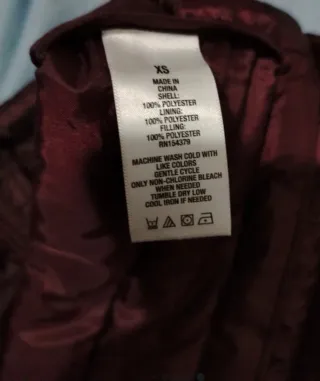 XS
MADE IN
CHINA
SHELL:
100% POLYESTER
LINING:
100% POLYESTER
FILLING:
100% POLYESTER
RN154379
MACHINE WASH COLD WITH
LIKE COLORS
GENTLE CYCLE
ONLY NON-CHLORINE BLEACH
WHEN NEEDED
TUMBLE DRY LOW
COOL IRON IF NEEDED